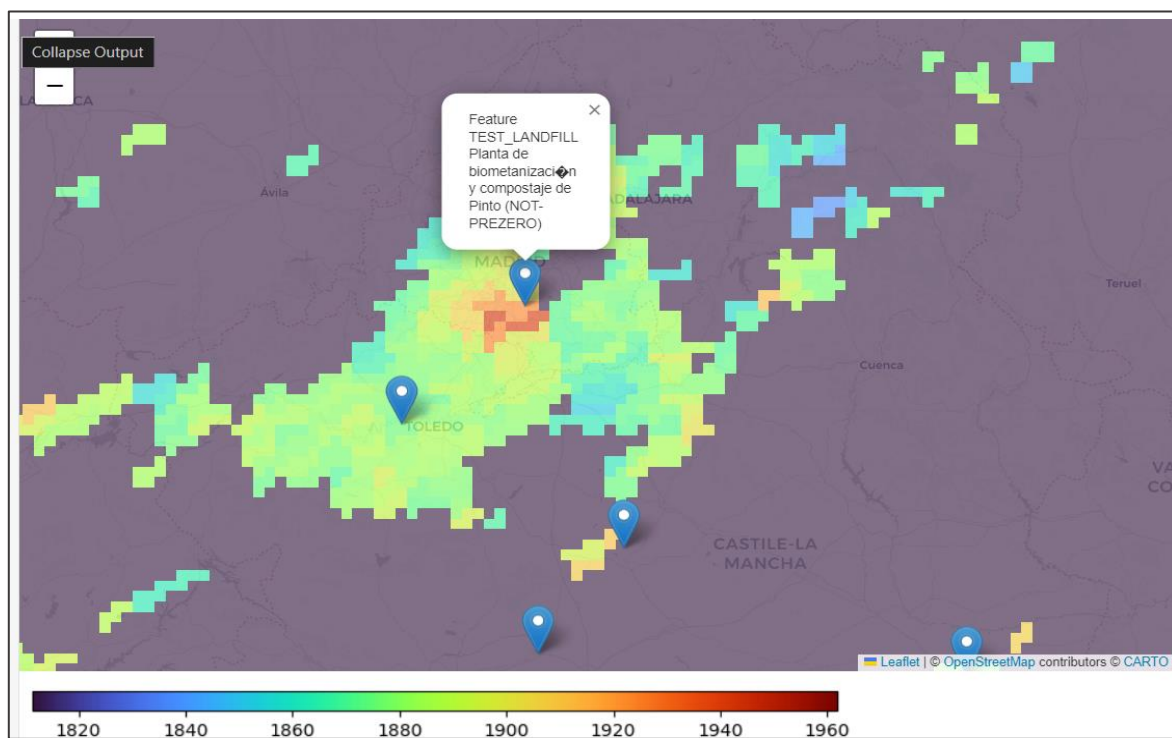 Collapse Output
−
Ávila
Feature
TEST_LANDFILL
Planta de
biometanizaci�n
y compostaje de
Pinto (NOT-
PREZERO)
×
ADALAJARA
Teruel
Cuenca
TOLEDO
CASTILE-LA
MANCHA
VA
CO
Leaflet | © OpenStreetMap contributors © CARTO
1820 1840 1860 1880 1900 1920 1940 1960